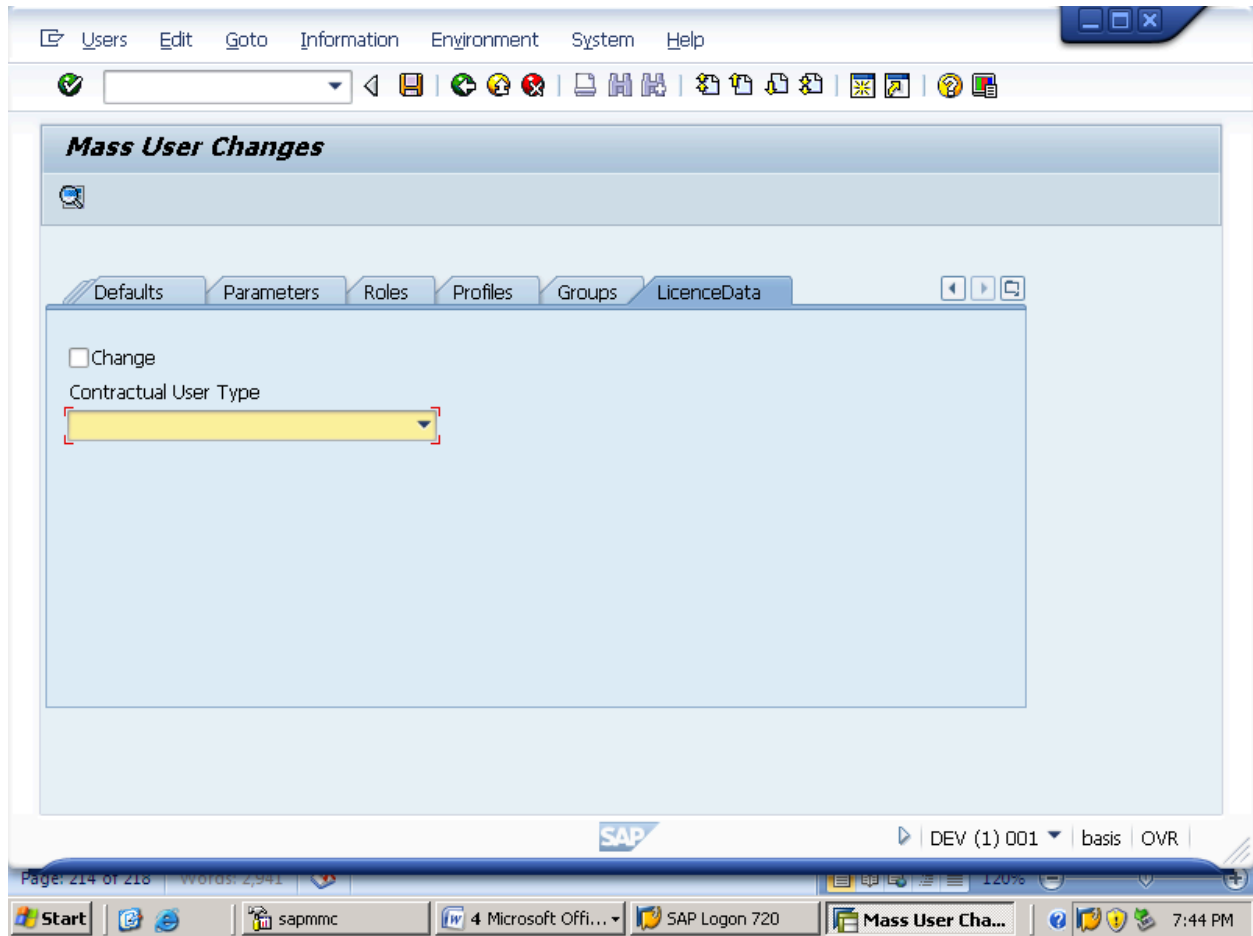 Users Edit Goto Information Environment System Help
Mass User Changes
Defaults Parameters Roles Profiles Groups LicenceData
Change
Contractual User Type
SAP
DEV (1) 001 basis OVR
Page: 214 of 218 Words: 2,941 120%
Start sapmmc 4 Microsoft Offi... SAP Logon 720 Mass User Cha... 7:44 PM